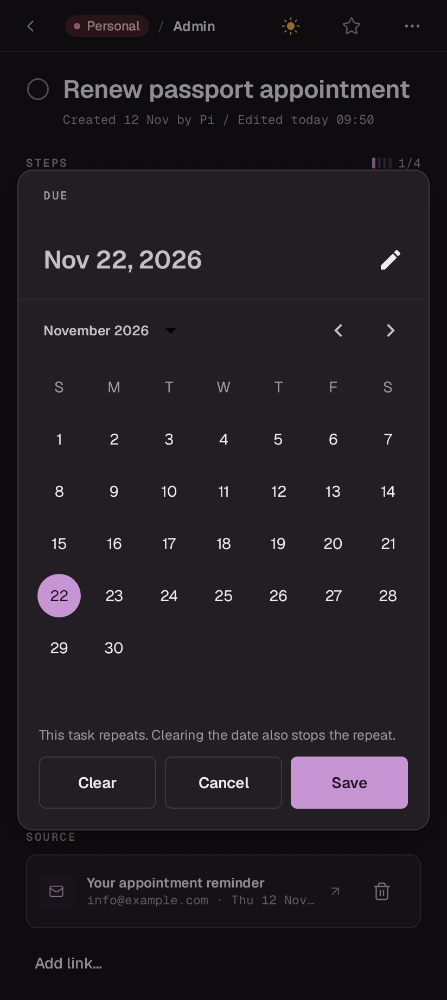 Personal / Admin
Renew passport appointment
Created 12 Nov by Pi / Edited today 09:50
STEPS 1/4
DUE
Nov 22, 2026
November 2026
S M T W T F S
1 2 3 4 5 6 7
8 9 10 11 12 13 14
15 16 17 18 19 20 21
22 23 24 25 26 27 28
29 30
This task repeats. Clearing the date also stops the repeat.
Clear Cancel Save
SOURCE
Your appointment reminder
info@example.com · Thu 12 Nov…
Add link…